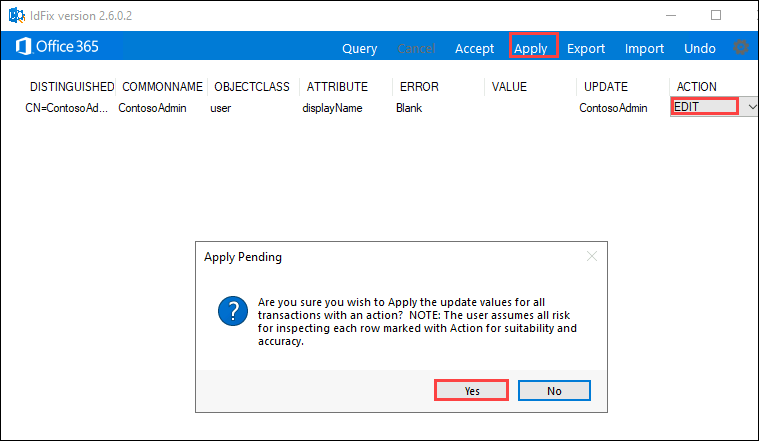 IdFix version 2.6.0.2
Office 365 Query Cancel Accept Apply Export Import Undo
DISTINGUISHED COMMONNAME OBJECTCLASS ATTRIBUTE ERROR VALUE UPDATE ACTION
CN=ContosoAd... ContosoAdmin user displayName Blank ContosoAdmin EDIT
Apply Pending
Are you sure you wish to Apply the update values for all
transactions with an action? NOTE: The user assumes all risk
for inspecting each row marked with Action for suitability and
accuracy.
Yes No